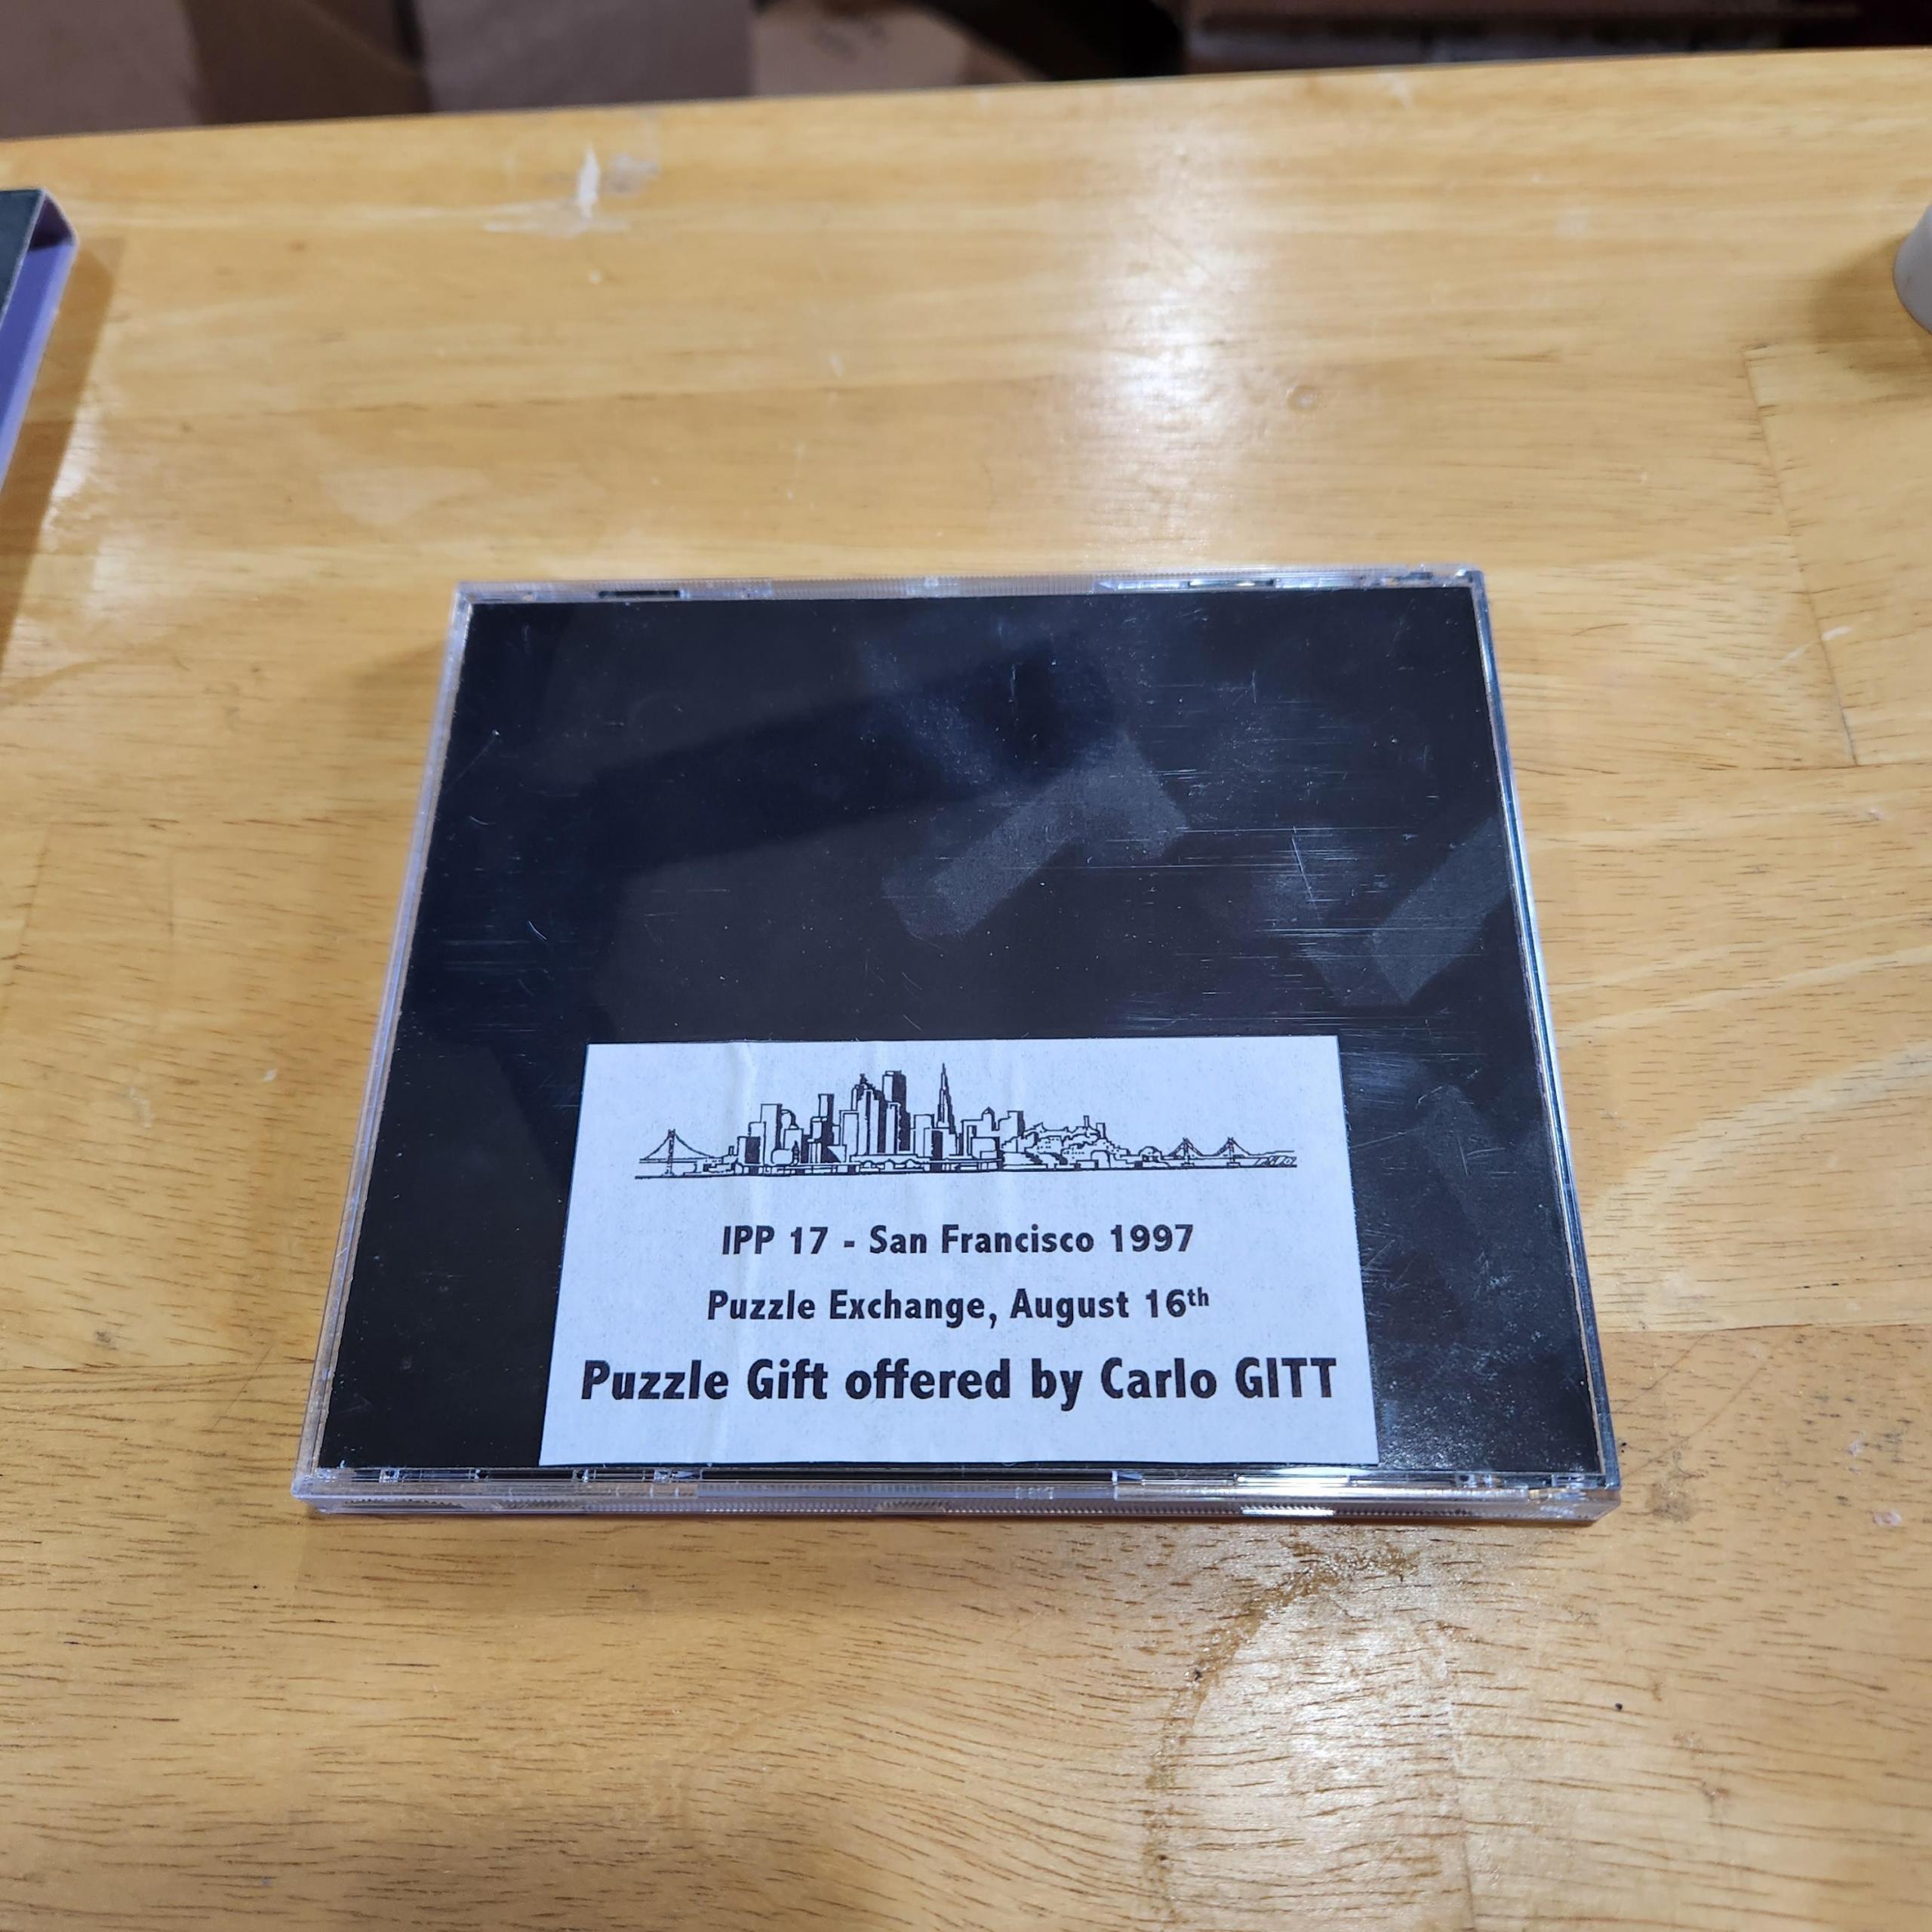 IPP 17 - San Francisco 1997
Puzzle Exchange, August 16th
Puzzle Gift offered by Carlo GITT